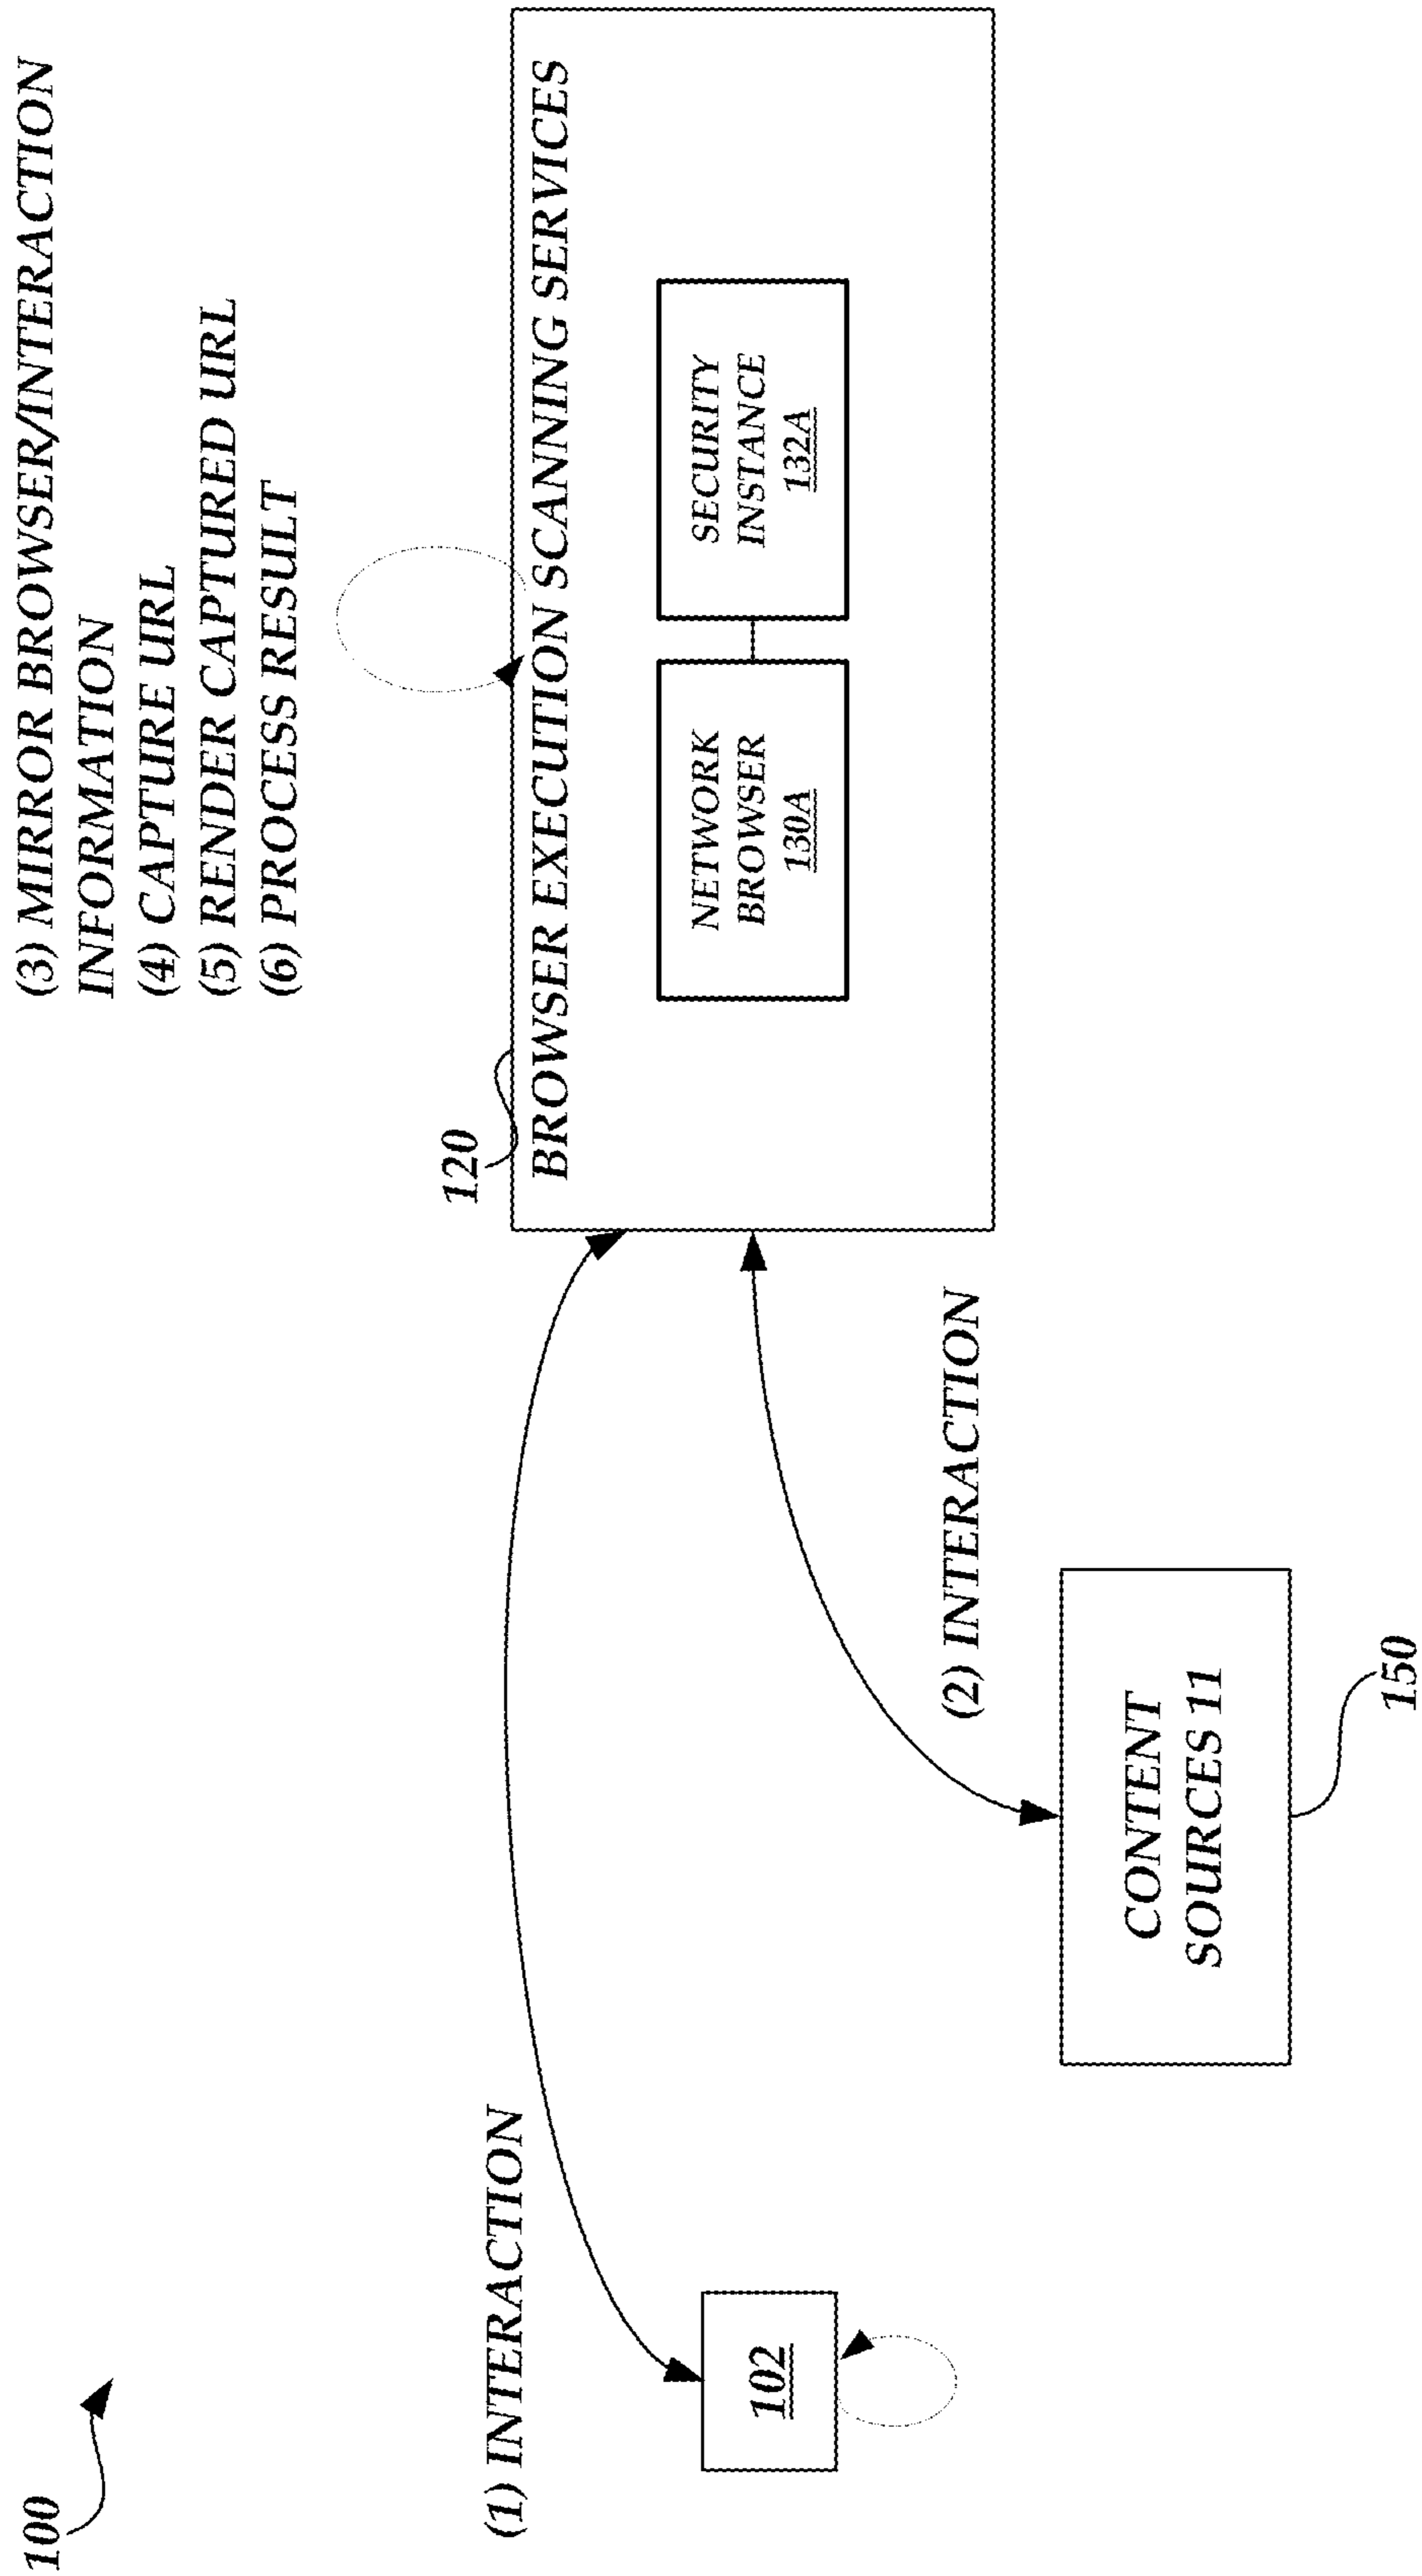 100
(3) MIRROR BROWSER/INTERACTION
INFORMATION
(4) CAPTURE URL
(5) RENDER CAPTURED URL
(6) PROCESS RESULT
120
(1) INTERACTION
BROWSER EXECUTION SCANNING SERVICES
NETWORK
BROWSER
130A
SECURITY
INSTANCE
132A
102
(2) INTERACTION
CONTENT
SOURCES 11
150